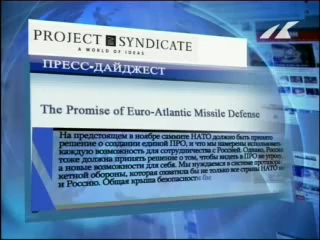 PROJECT SYNDICATE
A WORLD OF IDEAS
ПРЕСС-ДАЙДЖЕСТ
The Promise of Euro-Atlantic Missile Defense
На предстоящем в ноябре саммите НАТО должно быть принято
решение о создании единой ПРО, и что мы намерены использовать
каждую возможность для сотрудничества с Россией. Однако, Россия
тоже должна принять решение о том, чтобы видеть в ПРО не угрозу,
а новые возможности для себя. Мы нуждаемся в системе противора-
кетной обороны, которая охватила бы не только все страны НАТО, но
и Россию. Общая крыша безопасности бы